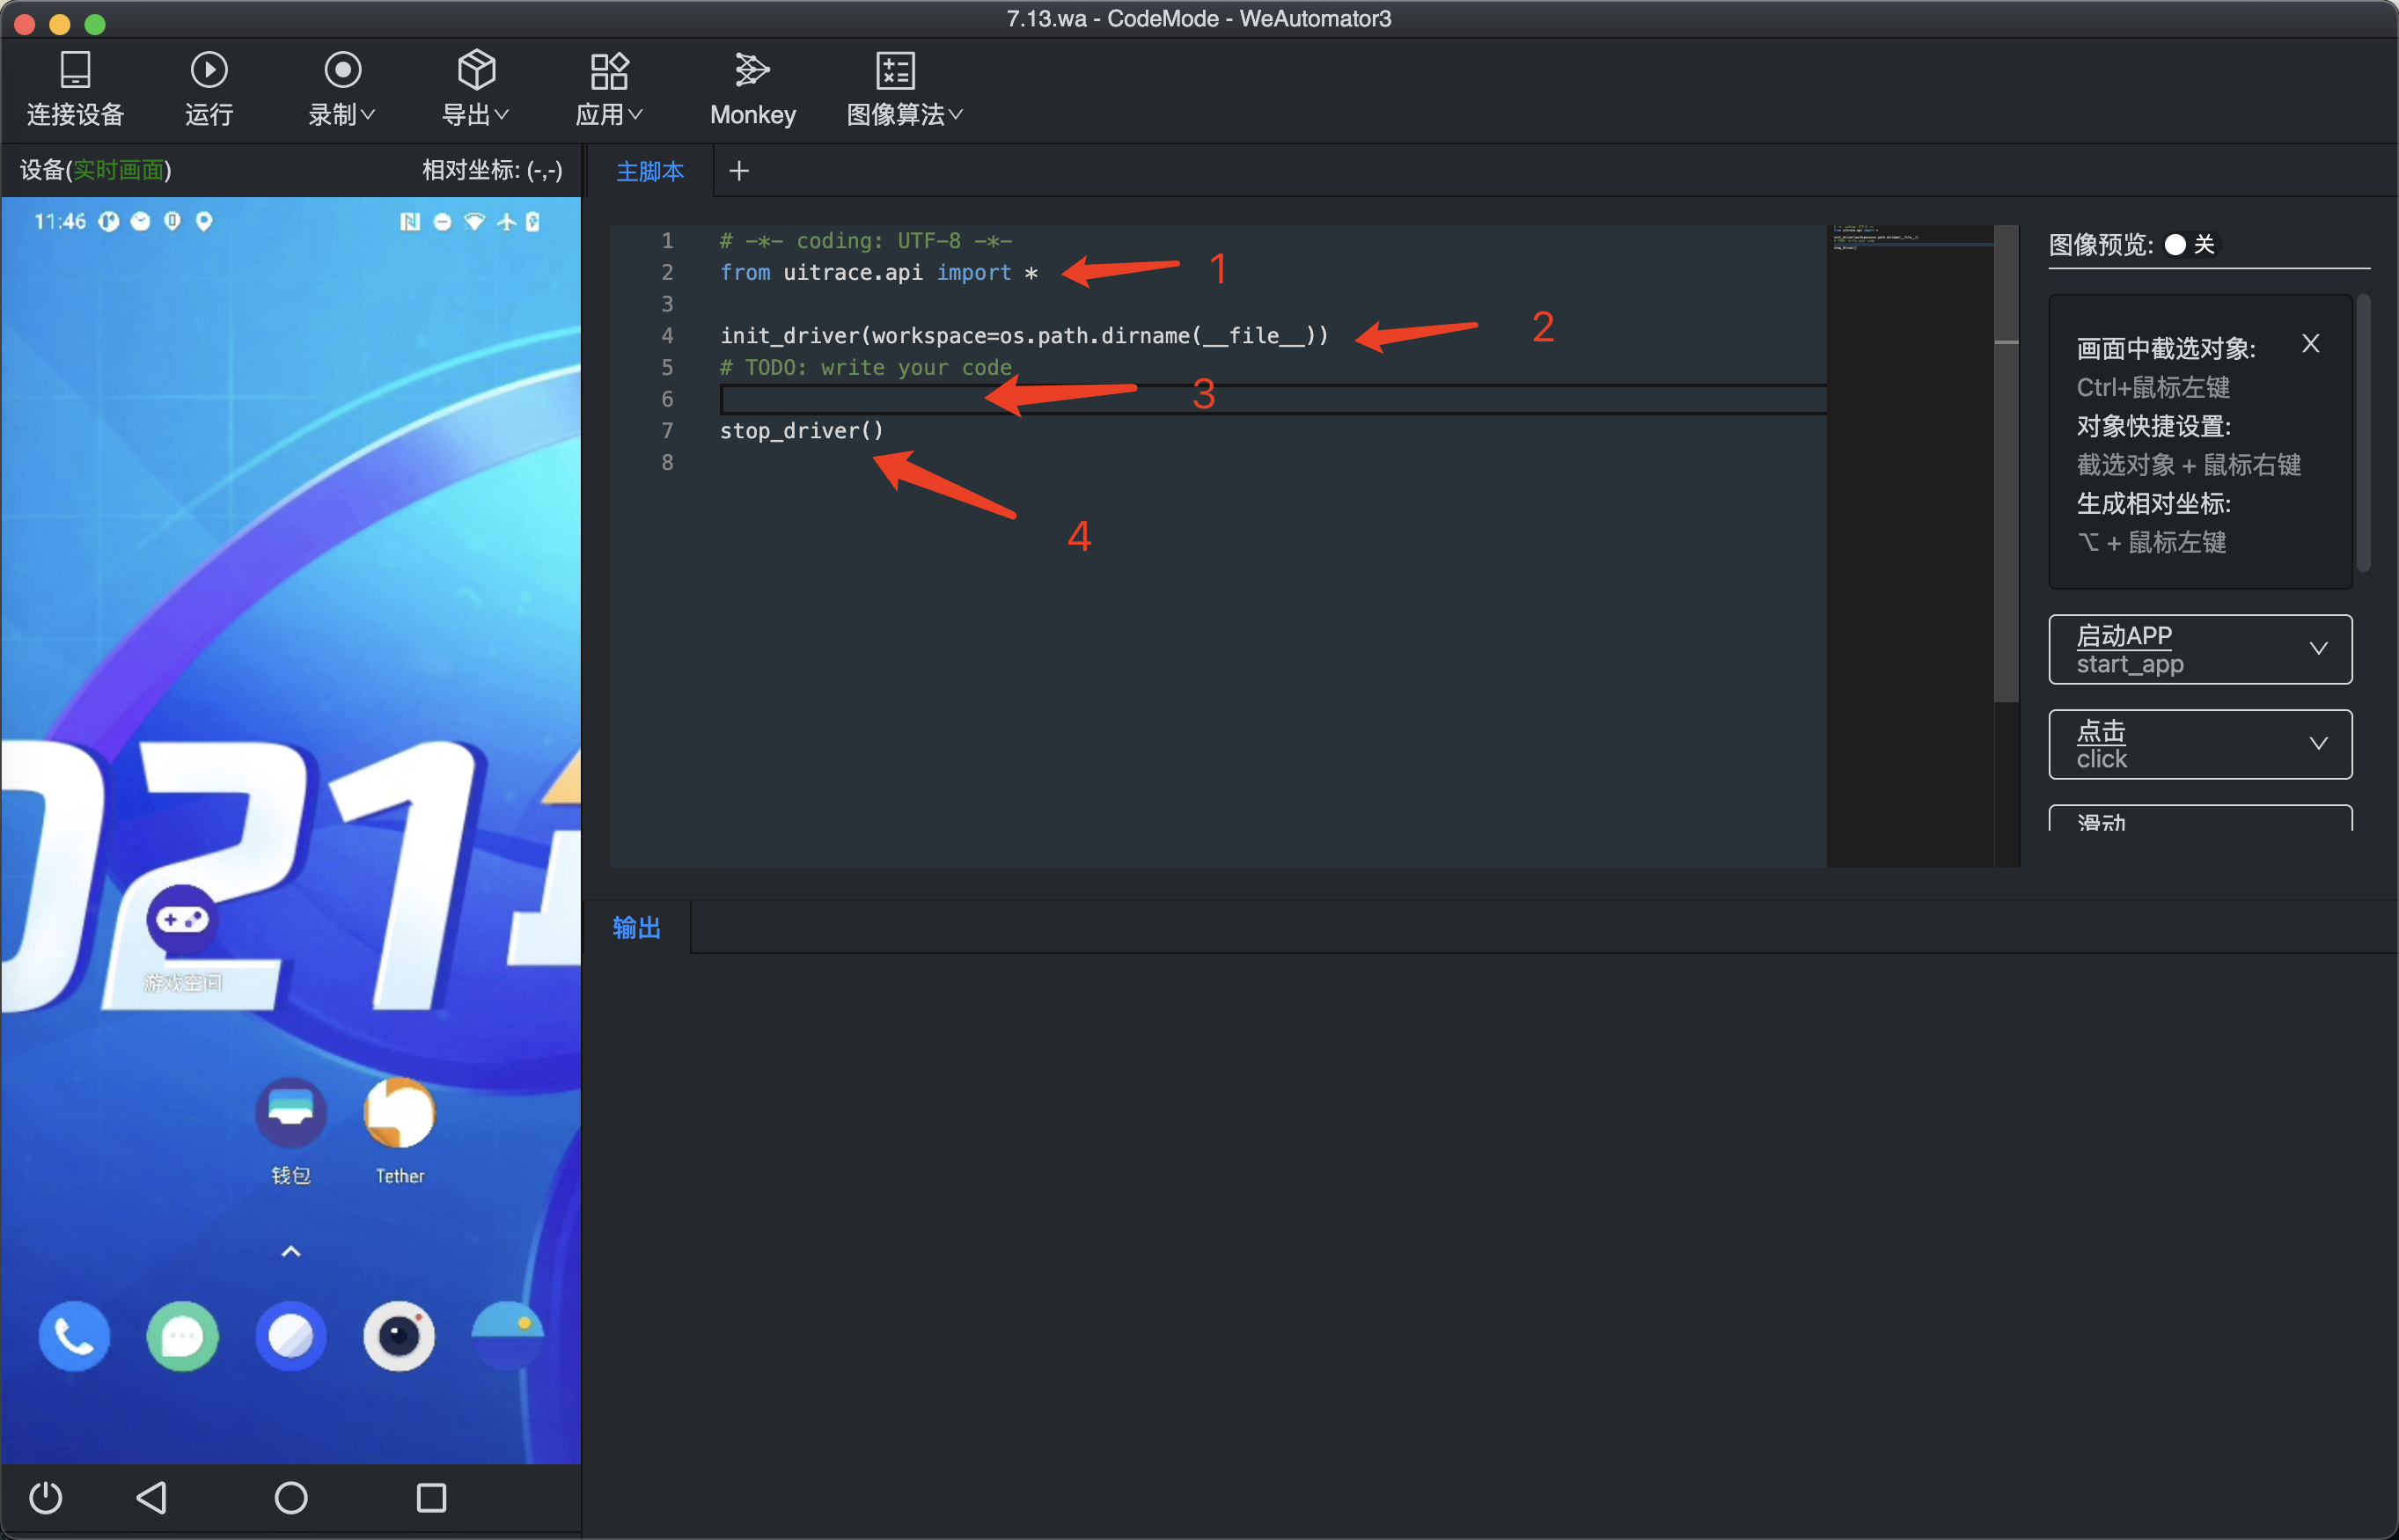 7.13.wa - CodeMode - WeAutomator3
连接设备
运行
录制
导出
应用
Monkey
图像算法
设备(实时画面)
相对坐标: (-,-)
主脚本
+
11:46
1 # -*- coding: UTF-8 -*-
2 from uitrace.api import *
1
3
4 init_driver(workspace=os.path.dirname(__file__))
2
5 # TODO: write your code
6
3
7 stop_driver()
8
4
图像预览: 关
画面中截选对象: X
Ctrl+鼠标左键
对象快捷设置:
截选对象 + 鼠标右键
生成相对坐标:
⌥ + 鼠标左键
启动APP
start_app
点击
click
滑动
输出
021
游戏空间
钱包
Tether